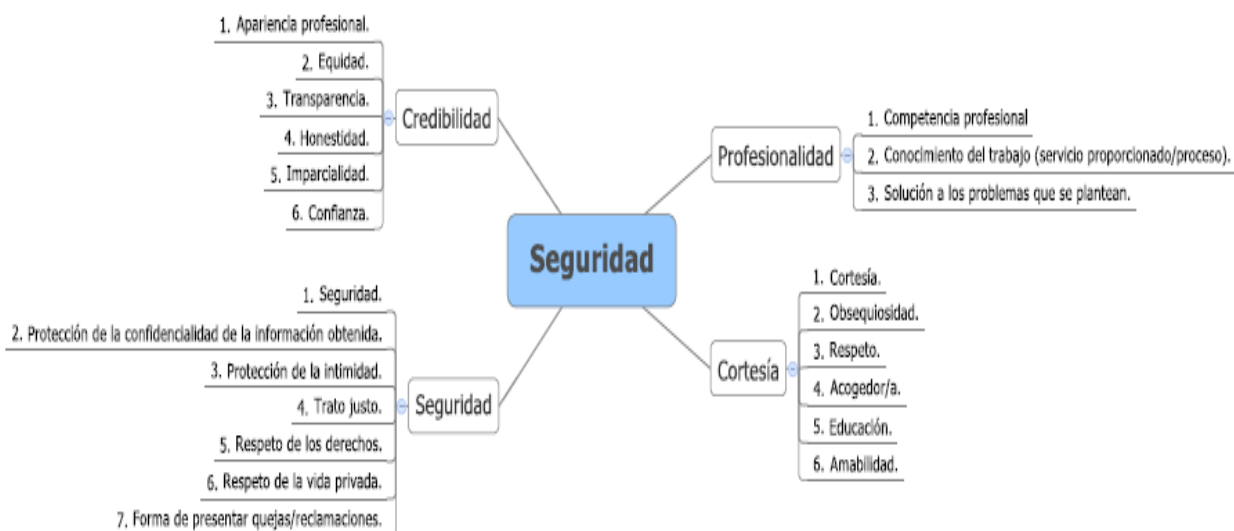 Seguridad
Credibilidad
1. Apariencia profesional.
2. Equidad.
3. Transparencia.
4. Honestidad.
5. Imparcialidad.
6. Confianza.
Profesionalidad
1. Competencia profesional
2. Conocimiento del trabajo (servicio proporcionado/proceso).
3. Solución a los problemas que se plantean.
Seguridad
1. Seguridad.
2. Protección de la confidencialidad de la información obtenida.
3. Protección de la intimidad.
4. Trato justo.
5. Respeto de los derechos.
6. Respeto de la vida privada.
7. Forma de presentar quejas/reclamaciones.
Cortesía
1. Cortesía.
2. Obsequiosidad.
3. Respeto.
4. Acogedor/a.
5. Educación.
6. Amabilidad.